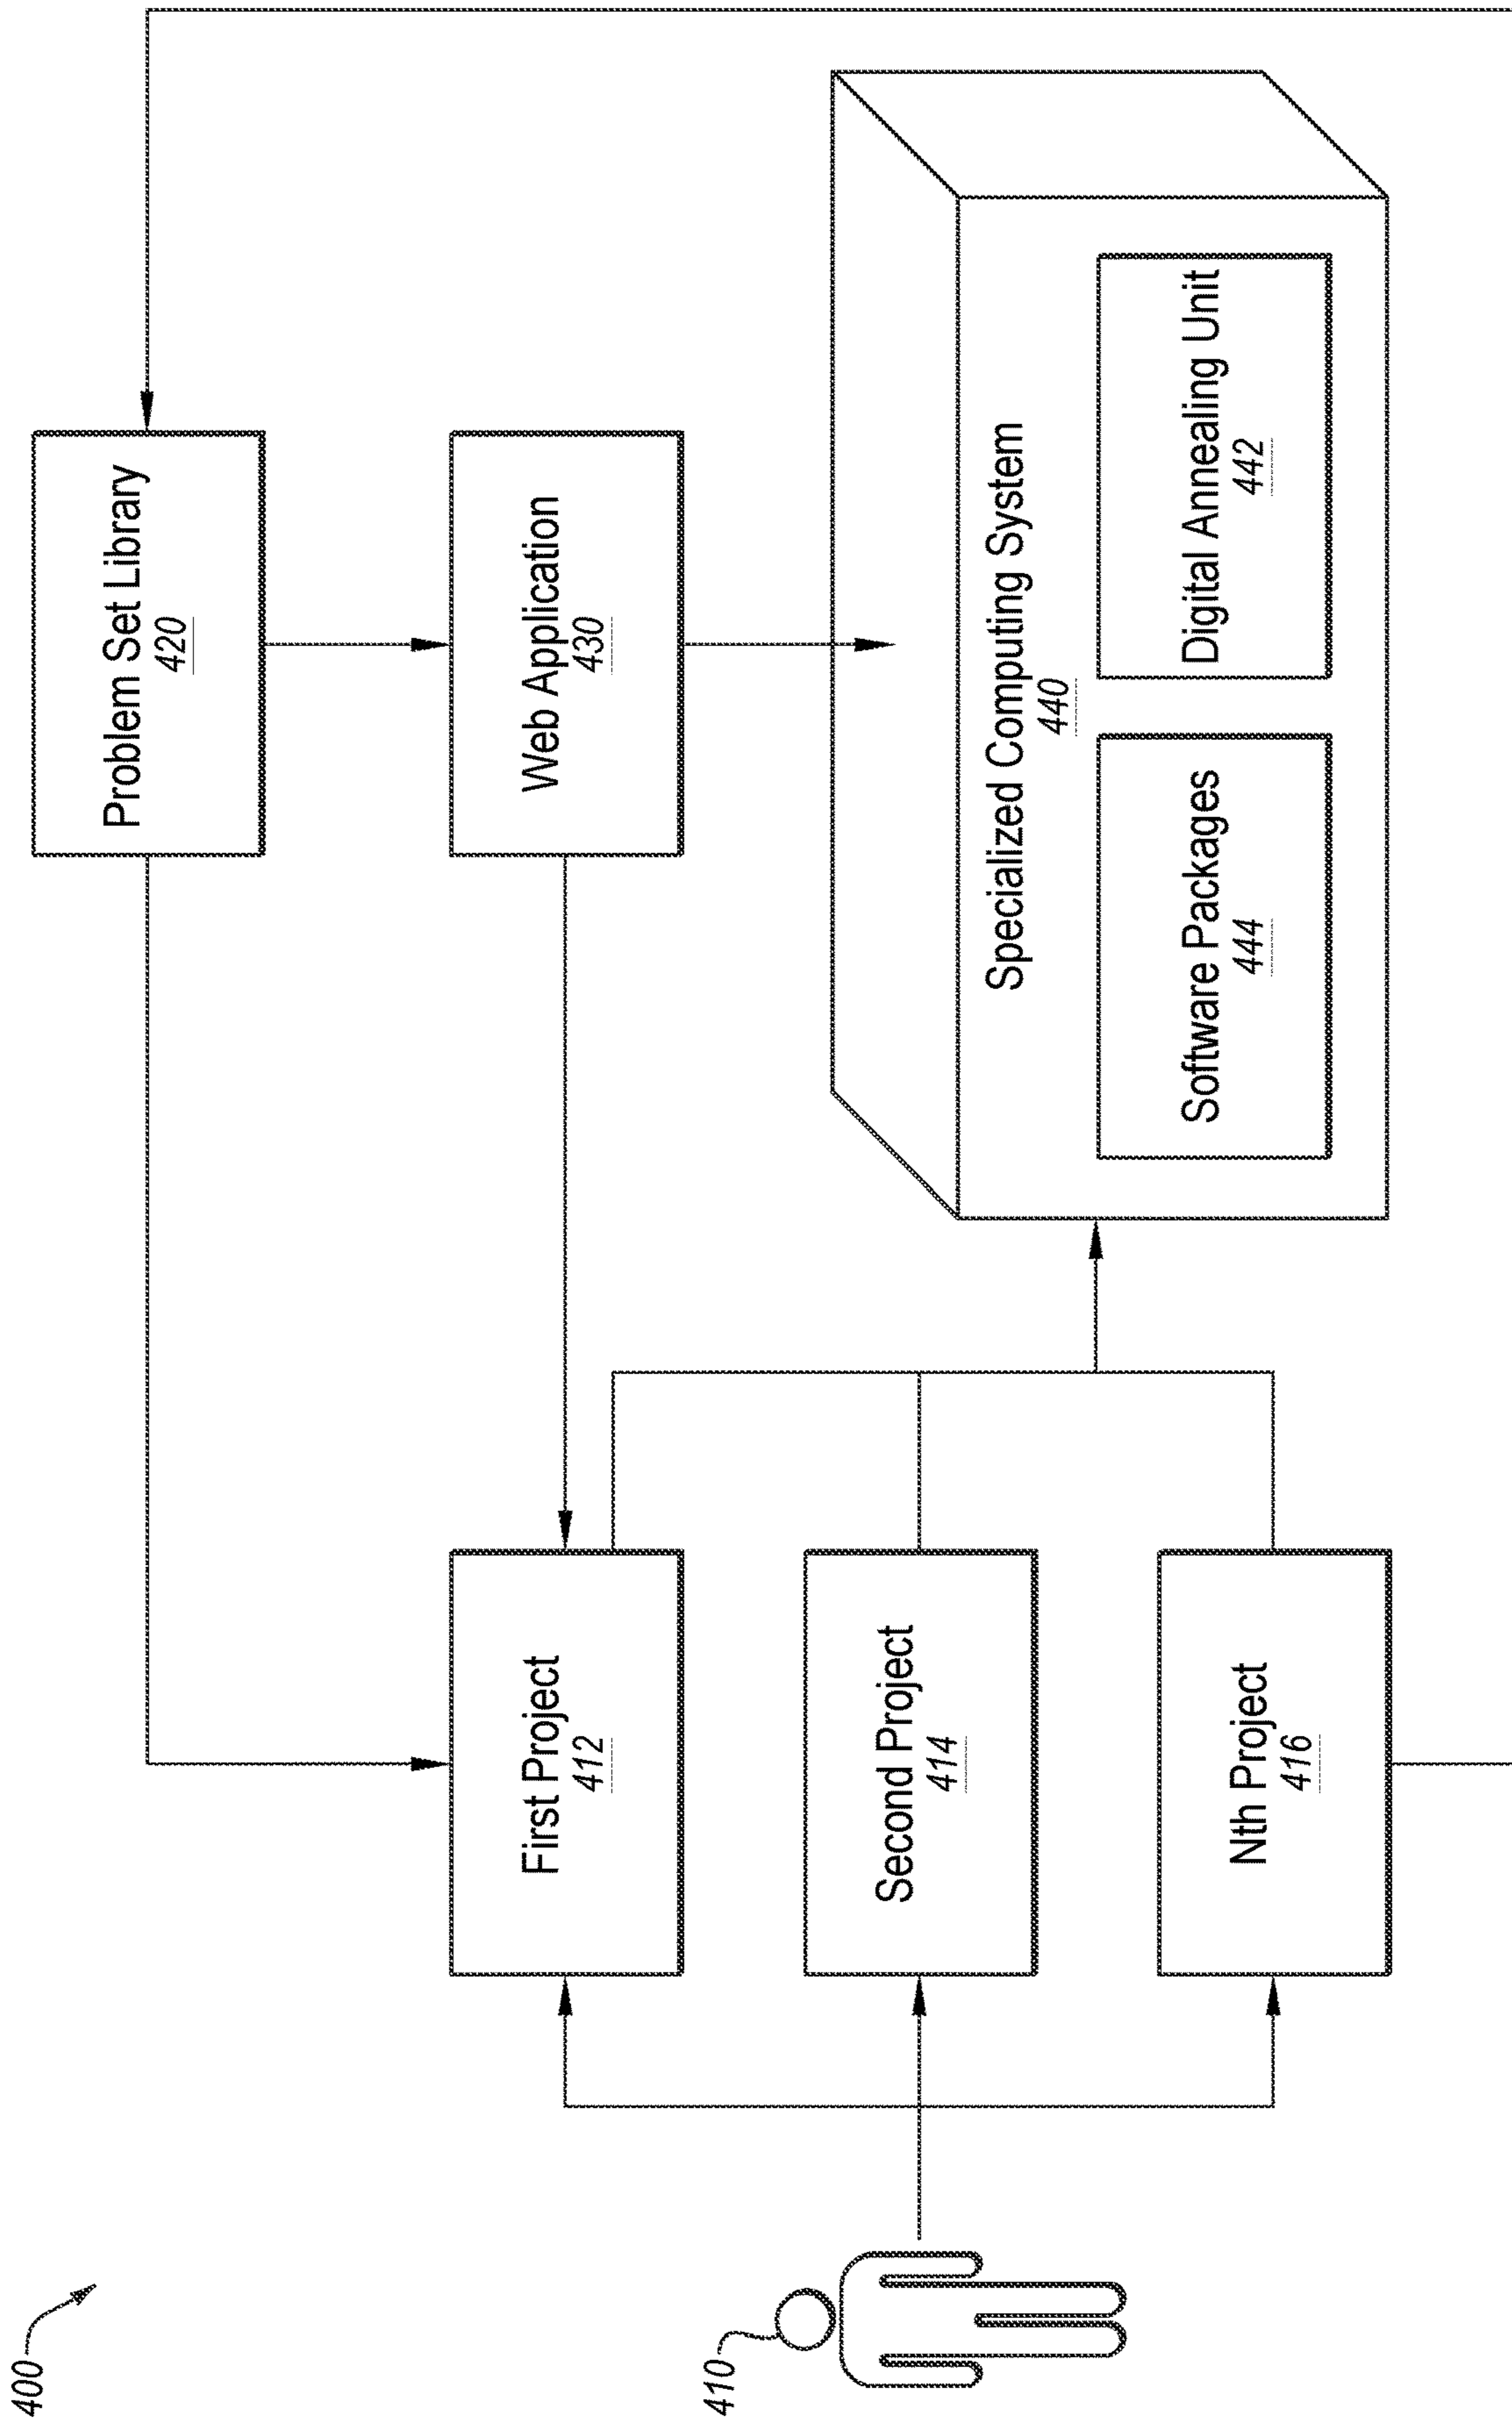 400
Problem Set Library
420
Web Application
430
First Project
412
410
Second Project
414
Nth Project
416
Specialized Computing System
440
Software Packages
444
Digital Annealing Unit
442